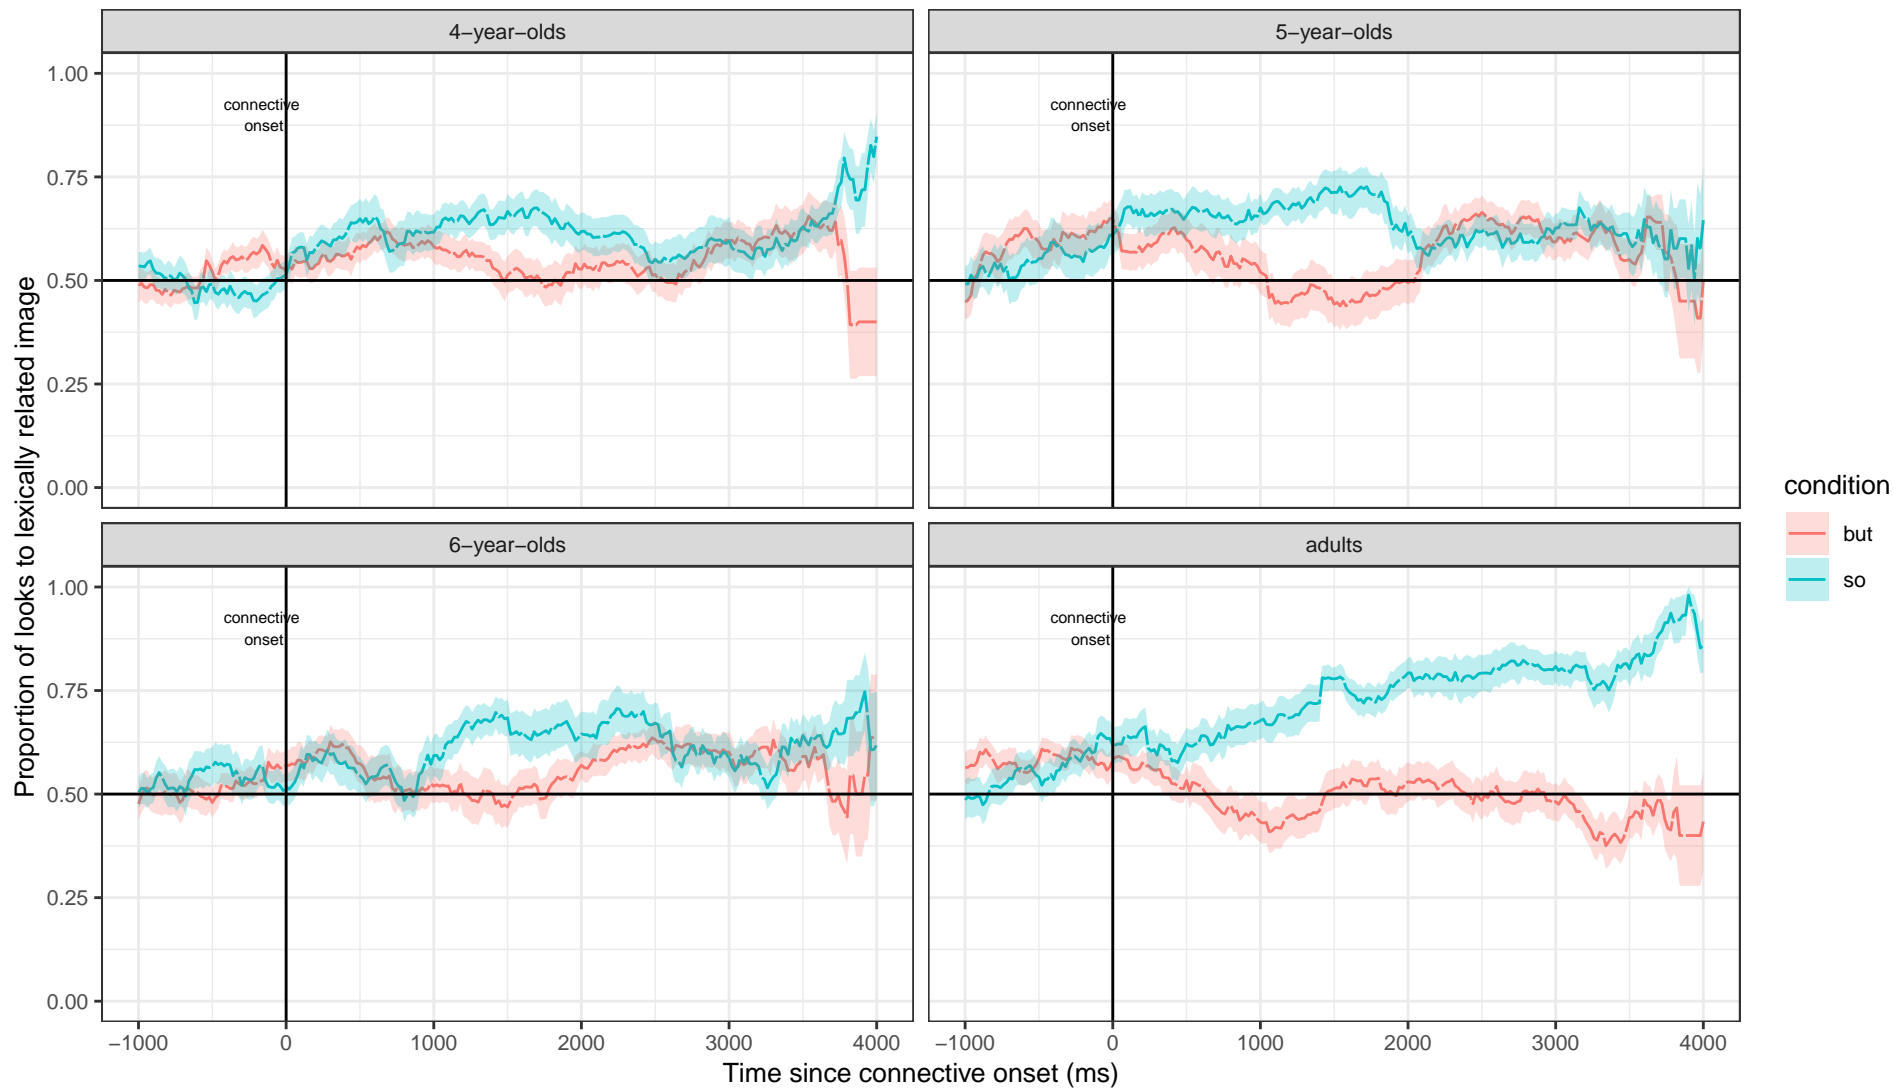 4−year−olds
5−year−olds
connective
onset
connective
onset
1.00
0.75
0.50
0.25
0.00
6−year−olds
adults
connective
onset
connective
onset
1.00
0.75
0.50
0.25
0.00
−1000 0 1000 2000 3000 4000
−1000 0 1000 2000 3000 4000
Time since connective onset (ms)
Proportion of looks to lexically related image
condition
but
so